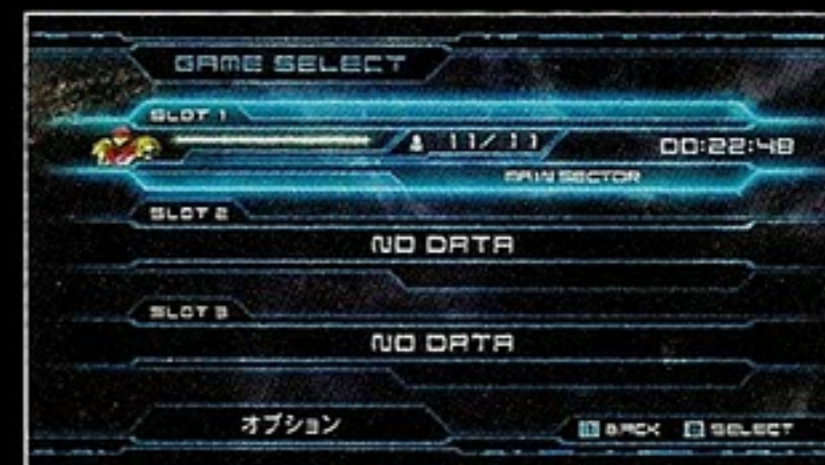 GAME SELECT
SLOT 1
11/11 00:22:48
MAIN SECTOR
SLOT 2
NO DATA
SLOT 3
NO DATA
オプション
BACK SELECT